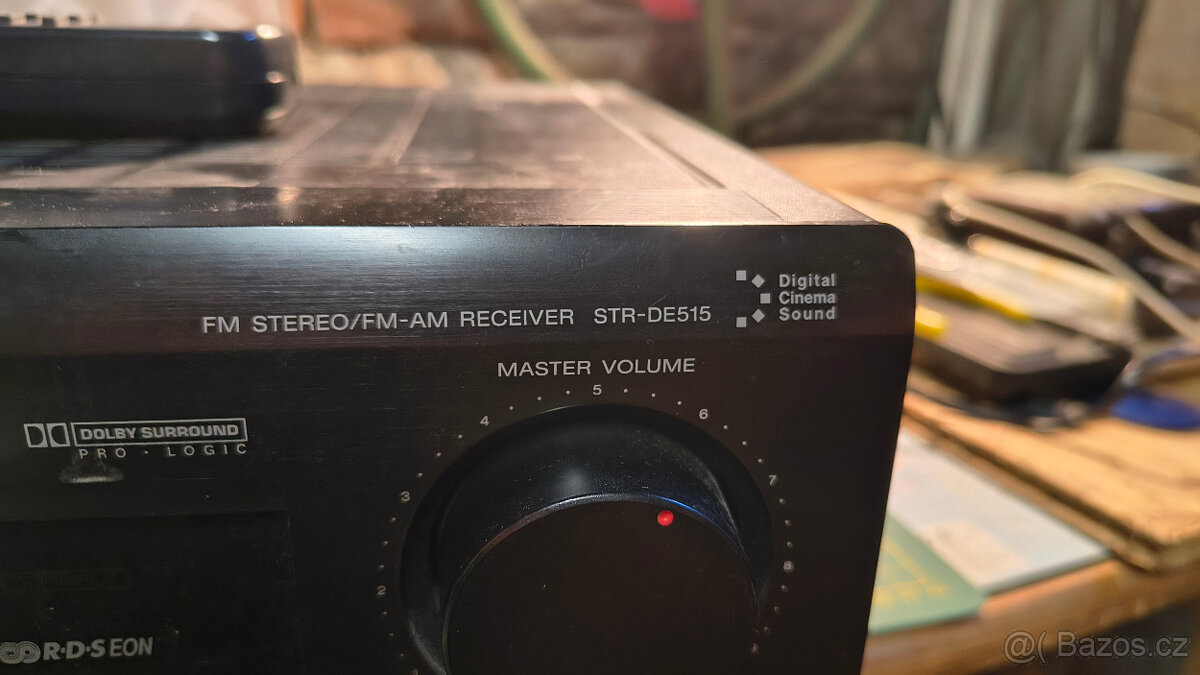 Digital
Cinema
Sound
FM STEREO/FM-AM RECEIVER STR-DE515
MASTER VOLUME
2 3 4 5 6 7 8
DOLBY SURROUND
PRO·LOGIC
R·D·S EON
@( Bazos.cz